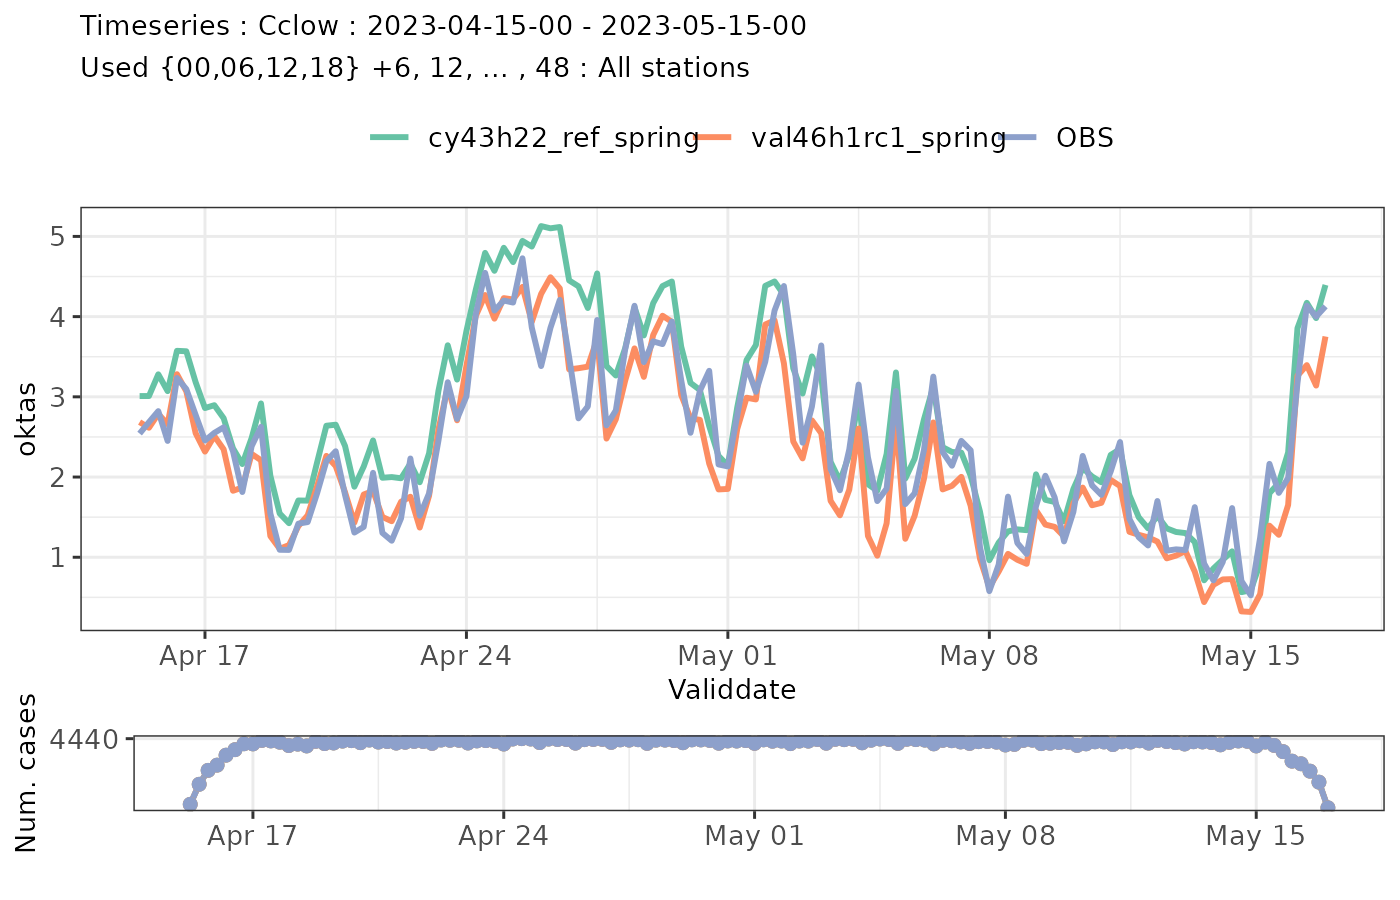 Timeseries : Cclow : 2023-04-15-00 - 2023-05-15-00
Used {00,06,12,18} +6, 12, ... , 48 : All stations
cy43h22_ref_spring val46h1rc1_spring OBS
oktas
5
4
3
2
1
Apr 17 Apr 24 May 01 May 08 May 15
Validdate
Num. cases
4440
Apr 17 Apr 24 May 01 May 08 May 15